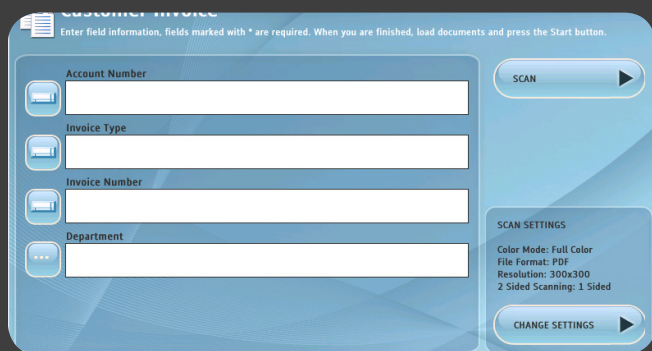 Customer Invoice
Enter field information, fields marked with * are required. When you are finished, load documents and press the Start button.
Account Number
Invoice Type
Invoice Number
Department
...
SCAN
SCAN SETTINGS
Color Mode: Full Color
File Format: PDF
Resolution: 300x300
2 Sided Scanning: 1 Sided
CHANGE SETTINGS